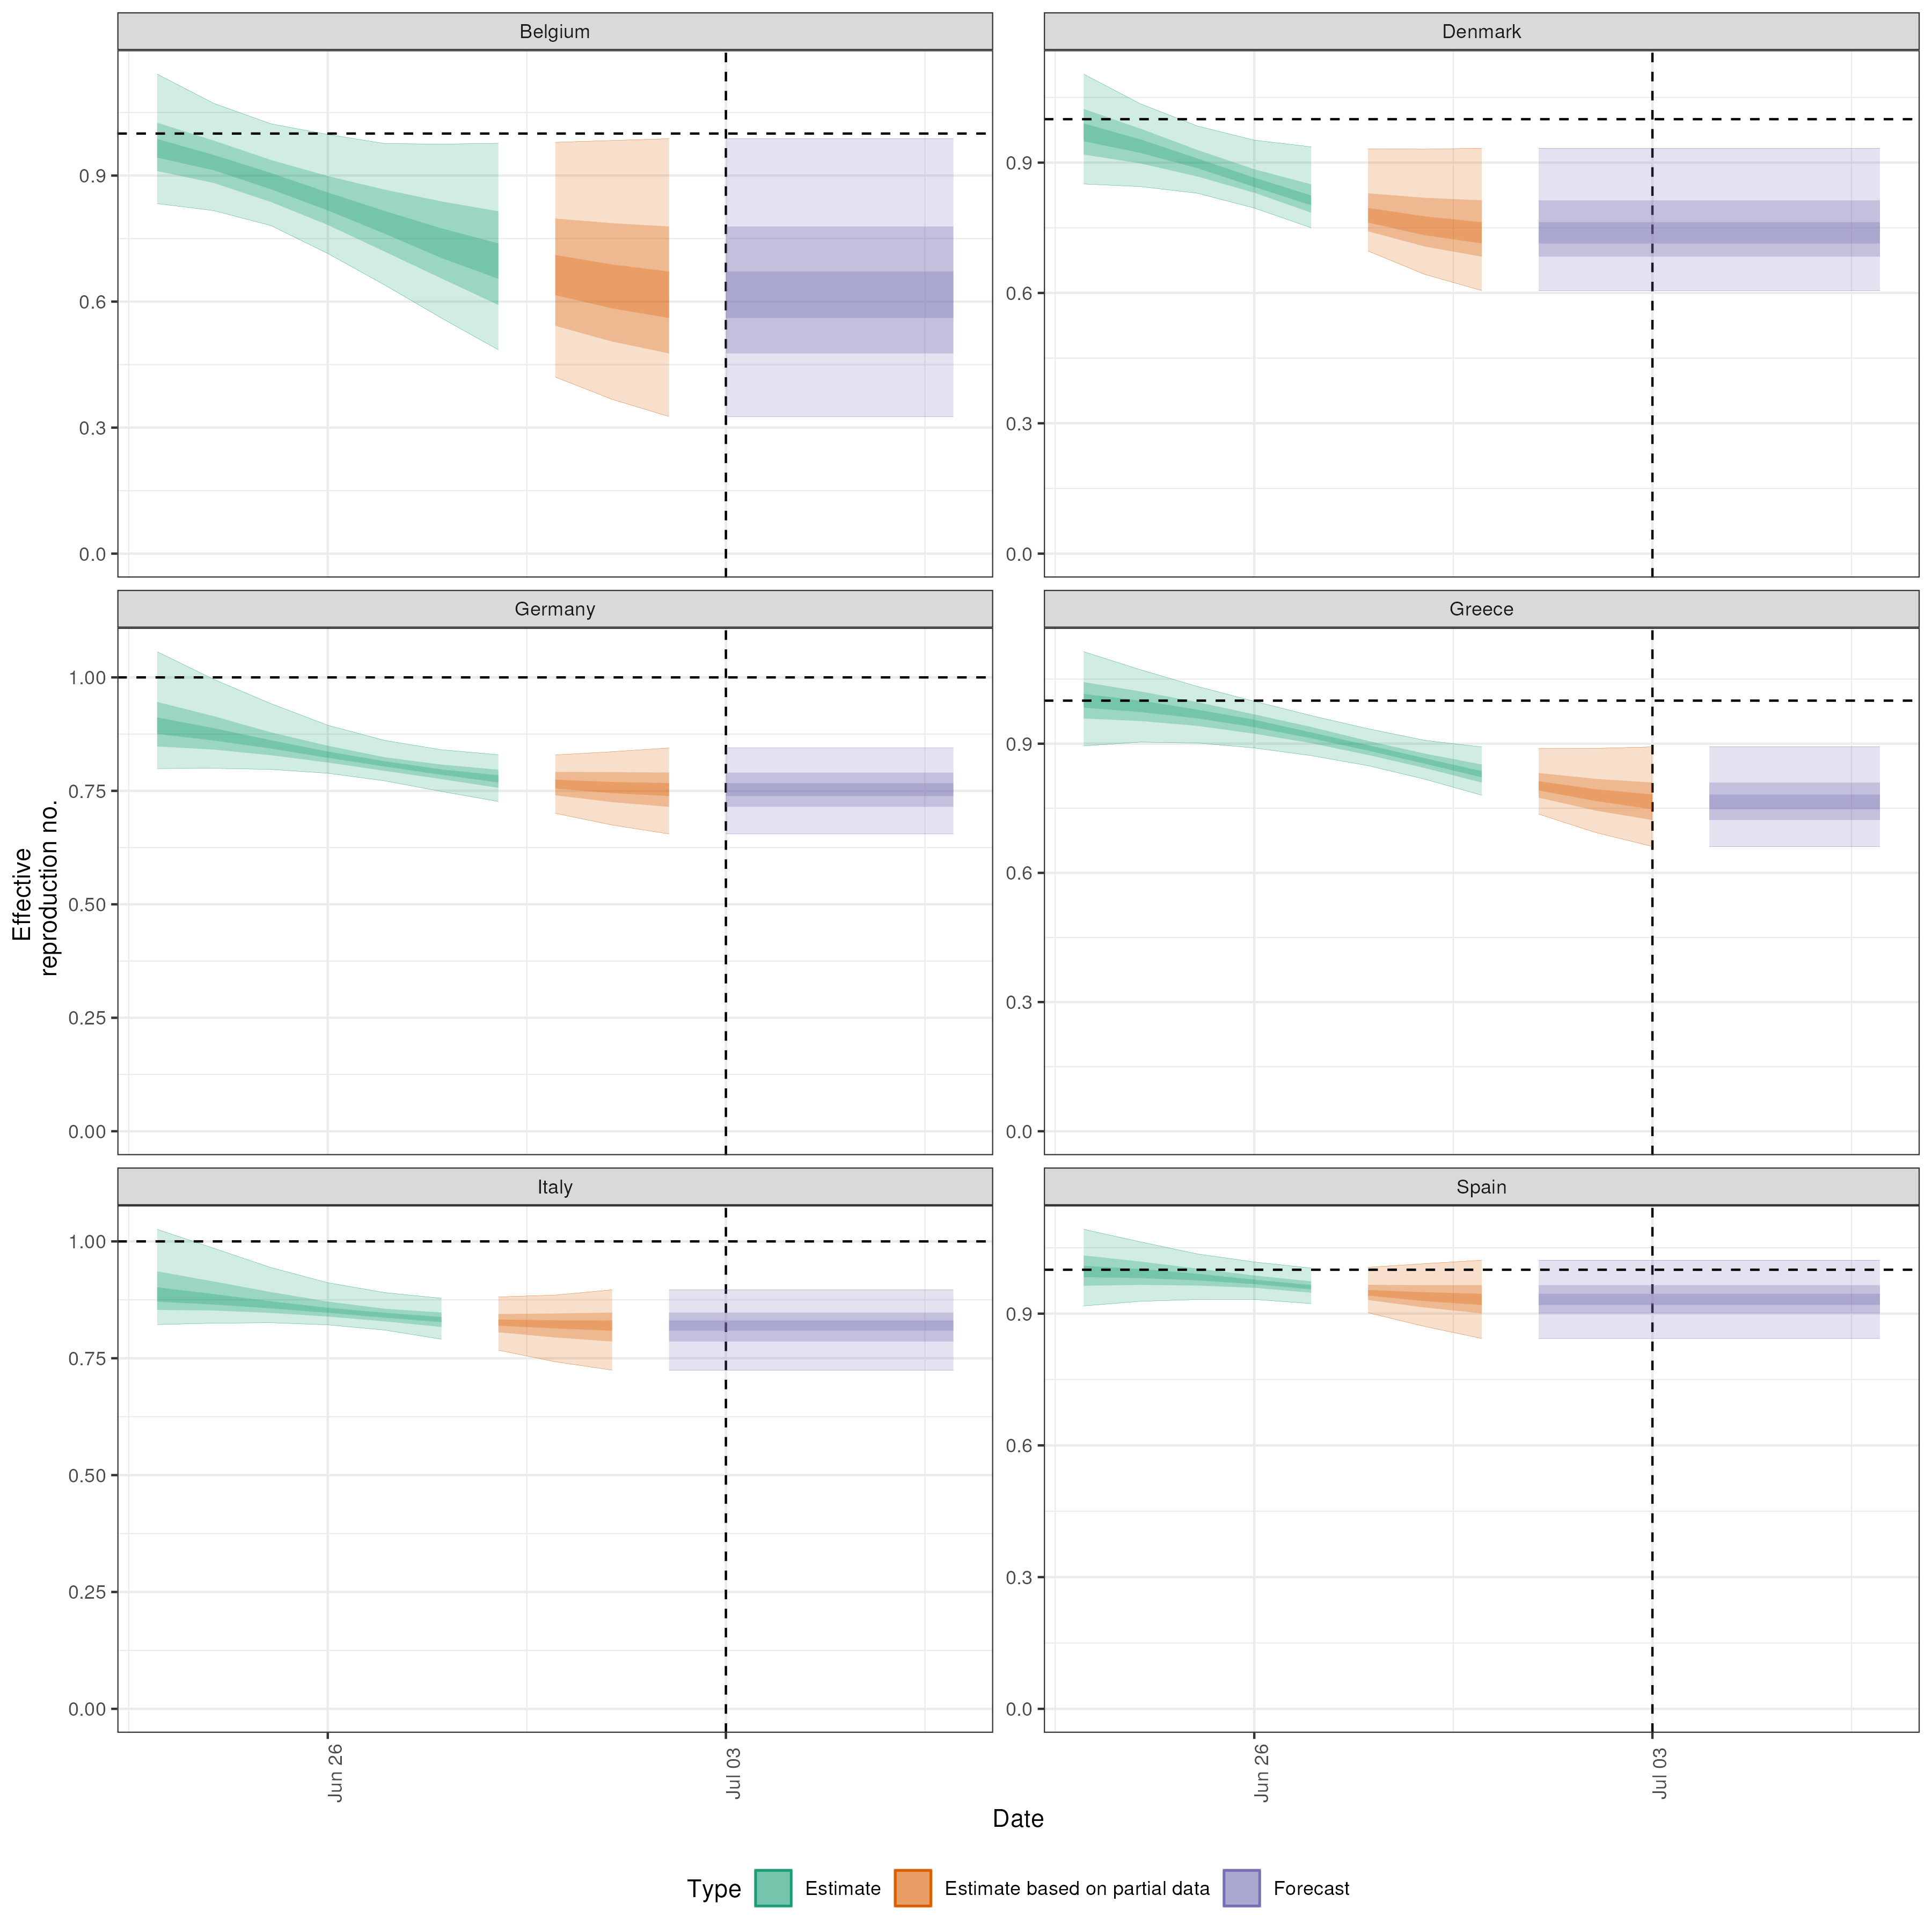 Belgium
Denmark
0.9
0.6
0.3
0.0
0.9
0.6
0.3
0.0
Germany
Greece
1.00
0.75
0.50
0.25
0.00
0.9
0.6
0.3
0.0
Effective
reproduction no.
Italy
Spain
1.00
0.75
0.50
0.25
0.00
0.9
0.6
0.3
0.0
Jun 26
Jul 03
Jun 26
Jul 03
Date
Type
Estimate
Estimate based on partial data
Forecast